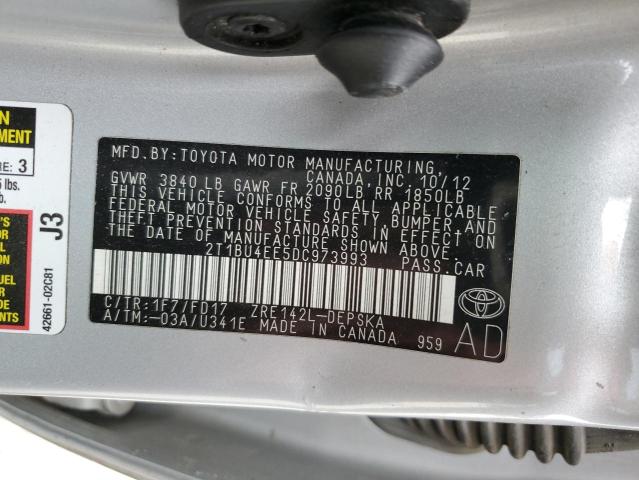 MFD.BY:TOYOTA MOTOR MANUFACTURING,
CANADA, INC. 10/12
GVWR 3840 LB GAWR FR 2090LB RR 1850LB
THIS VEHICLE CONFORMS TO ALL APPLICABLE
FEDERAL MOTOR VEHICLE SAFETY, BUMPER, AND
THEFT PREVENTION STANDARDS IN EFFECT ON
THE DATE OF MANUFACTURE SHOWN ABOVE.
2T1BU4EE5DC973993 PASS.CAR
C/TR:1F7/FD17 ZRE142L-DEPSKA
A/TM:-03A/U341E MADE IN CANADA 959
AD
TOYOTA
J3
42661-02C81
3
lbs.